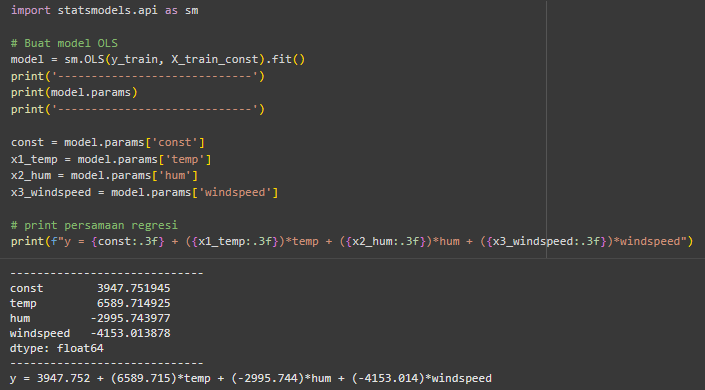 import statsmodels.api as sm
# Buat model OLS
model = sm.OLS(y_train, X_train_const).fit()
print('-----------------------------')
print(model.params)
print('-----------------------------')
const = model.params['const']
x1_temp = model.params['temp']
x2_hum = model.params['hum']
x3_windspeed = model.params['windspeed']
# print persamaan regresi
print(f"y = {const:.3f} + ({x1_temp:.3f})*temp + ({x2_hum:.3f})*hum + ({x3_windspeed:.3f})*windspeed")
-----------------------------
const        3947.751945
temp         6589.714925
hum         -2995.743977
windspeed   -4153.013878
dtype: float64
-----------------------------
y = 3947.752 + (6589.715)*temp + (-2995.744)*hum + (-4153.014)*windspeed